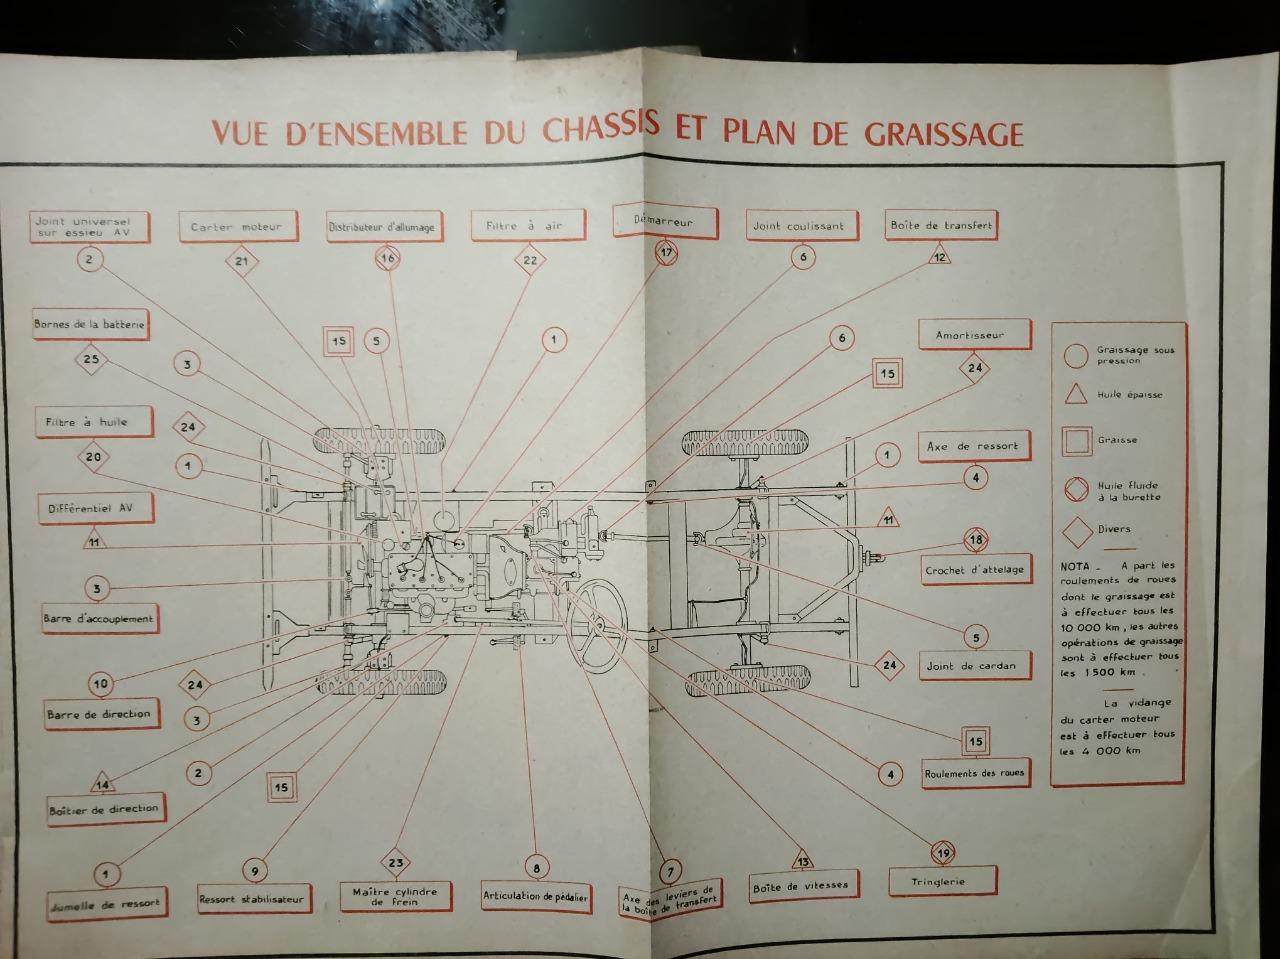 VUE D'ENSEMBLE DU CHASSIS ET PLAN DE GRAISSAGE
Joint universel
sur essieu AV
2
Carter moteur
21
Distributeur d'allumage
16
Filtre à air
22
Démarreur
17
Joint coulissant
6
Boîte de transfert
12
Bornes de la batterie
25
3
15
5
1
6
15
Amortisseur
24
Filtre à huile
20
24
1
1
Axe de ressort
4
Différentiel AV
11
11
18
Crochet d'attelage
3
Barre d'accouplement
5
Joint de cardan
10
Barre de direction
24
3
24
14
Boîtier de direction
2
15
4
15
Roulements des roues
1
Jumelle de ressort
9
Ressort stabilisateur
23
Maître cylindre
de frein
8
Articulation de pédalier
7
Axe des leviers de
la boîte de transfert
13
Boîte de vitesses
19
Tringlerie
Graissage sous
pression
Huile épaisse
Graisse
Huile fluide
à la burette
Divers
NOTA _ A part les
roulements de roues
dont le graissage est
à effectuer tous les
10 000 km, les autres
opérations de graissage
sont à effectuer tous
les 1 500 km.
La vidange
du carter moteur
est à effectuer tous
les 4 000 km